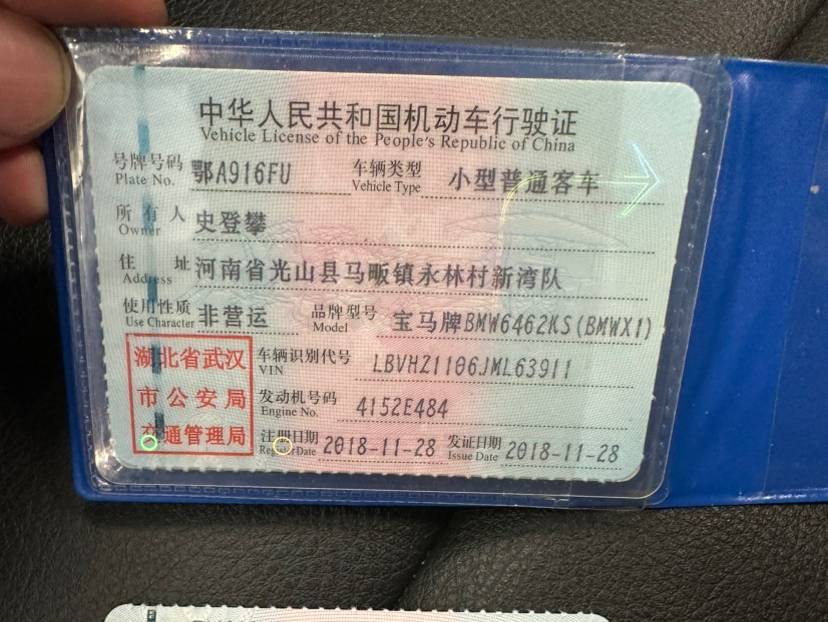 中华人民共和国机动车行驶证
Vehicle License of the People's Republic of China
号牌号码 鄂A916FU 车辆类型 小型普通客车
Plate No. Vehicle Type
所有人 史登攀
Owner
住址 河南省光山县马畈镇永林村新湾队
Address
使用性质 非营运 品牌型号 宝马牌BMW6462KS(BMWX1)
Use Character Model
湖北省武汉 车辆识别代号 LBVHZ1106JML63911
VIN
市公安局 发动机号码 4152E484
Engine No.
交通管理局 注册日期 2018-11-28 发证日期 2018-11-28
Register Date Issue Date